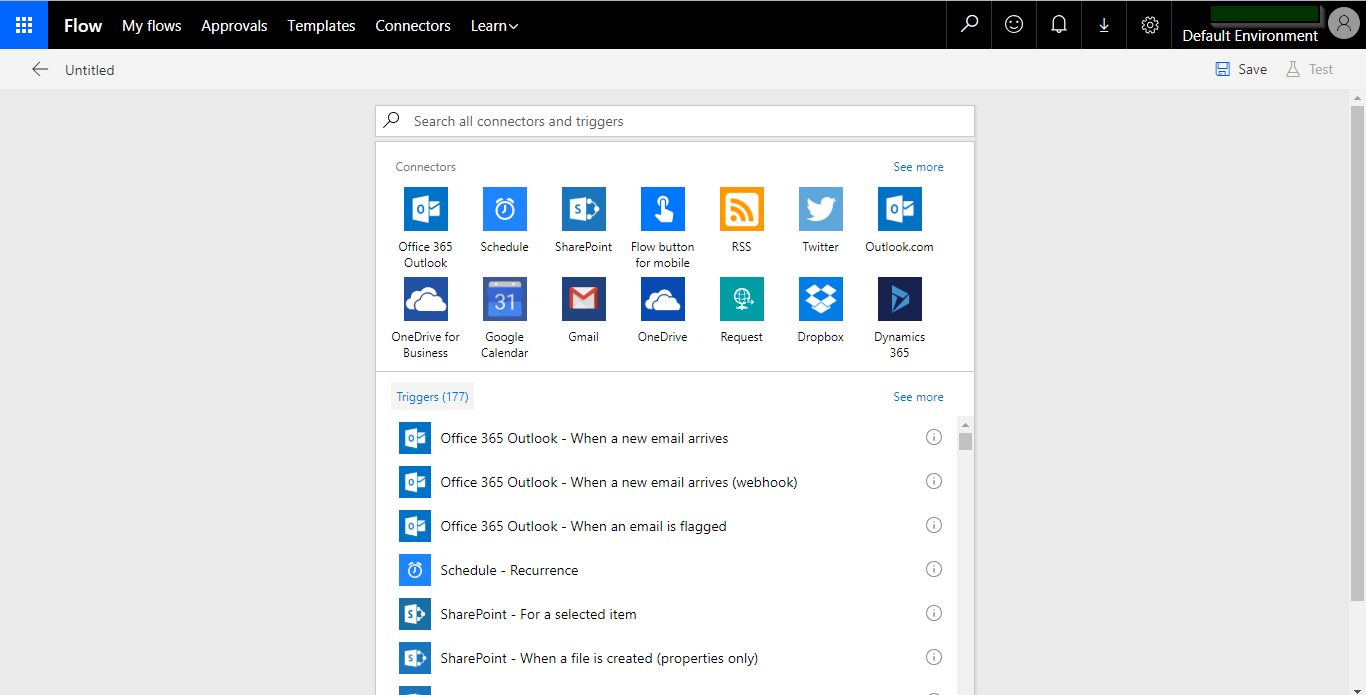 Flow My flows Approvals Templates Connectors Learn
Default Environment
Untitled
Save Test
Search all connectors and triggers
Connectors See more
Office 365 Outlook
Schedule
SharePoint
Flow button for mobile
RSS
Twitter
Outlook.com
OneDrive for Business
31
Google Calendar
Gmail
OneDrive
Request
Dropbox
Dynamics 365
Triggers (177) See more
Office 365 Outlook - When a new email arrives
Office 365 Outlook - When a new email arrives (webhook)
Office 365 Outlook - When an email is flagged
Schedule - Recurrence
SharePoint - For a selected item
SharePoint - When a file is created (properties only)